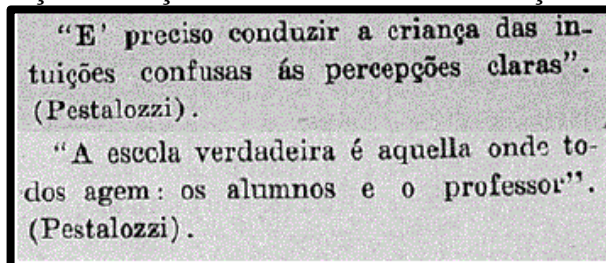 “E' preciso conduzir a criança das in-
tuições confusas ás percepções claras”.
(Pestalozzi).
“A escola verdadeira é aquella onde to-
dos agem: os alumnos e o professor”.
(Pestalozzi).